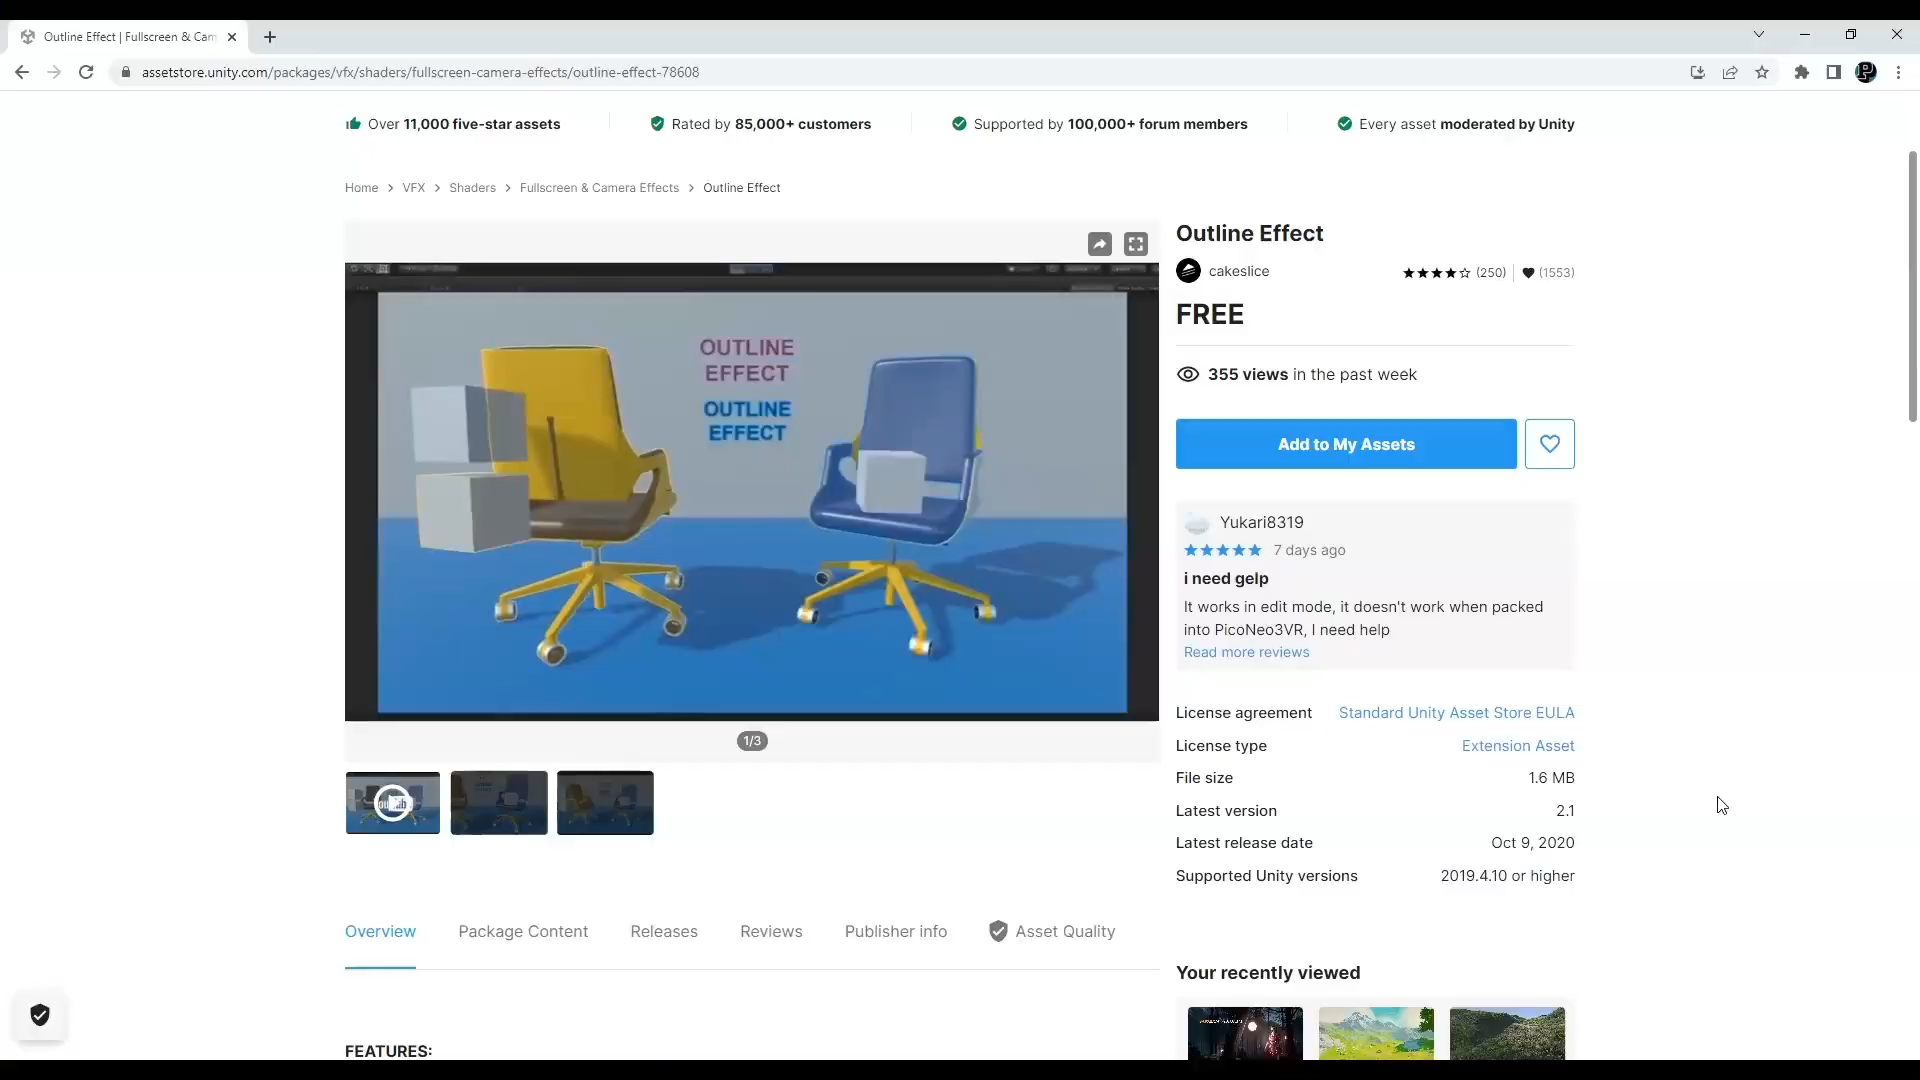 Outline Effect | Fullscreen & Cam
assetstore.unity.com/packages/vfx/shaders/fullscreen-camera-effects/outline-effect-78608
Over 11,000 five-star assets
Rated by 85,000+ customers
Supported by 100,000+ forum members
Every asset moderated by Unity
Home > VFX > Shaders > Fullscreen & Camera Effects > Outline Effect
OUTLINE
EFFECT
OUTLINE
EFFECT
1/3
Outline Effect
cakeslice
(250)
(1553)
FREE
355 views in the past week
Add to My Assets
Yukari8319
7 days ago
i need gelp
It works in edit mode, it doesn't work when packed
into PicoNeo3VR, I need help
Read more reviews
License agreement Standard Unity Asset Store EULA
License type Extension Asset
File size 1.6 MB
Latest version 2.1
Latest release date Oct 9, 2020
Supported Unity versions 2019.4.10 or higher
Overview
Package Content
Releases
Reviews
Publisher info
Asset Quality
Your recently viewed
FEATURES: